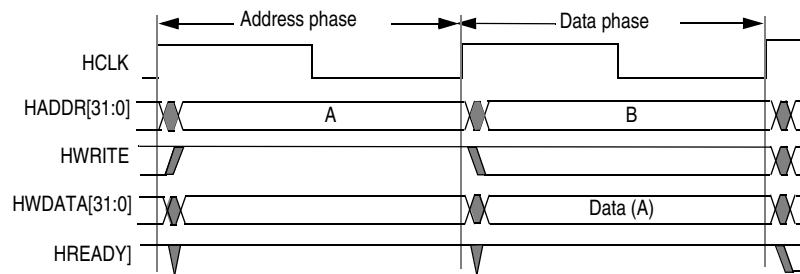 Address phase Data phase
HCLK
HADDR[31:0] A B
HWRITE
HWDATA[31:0] Data (A)
HREADY]